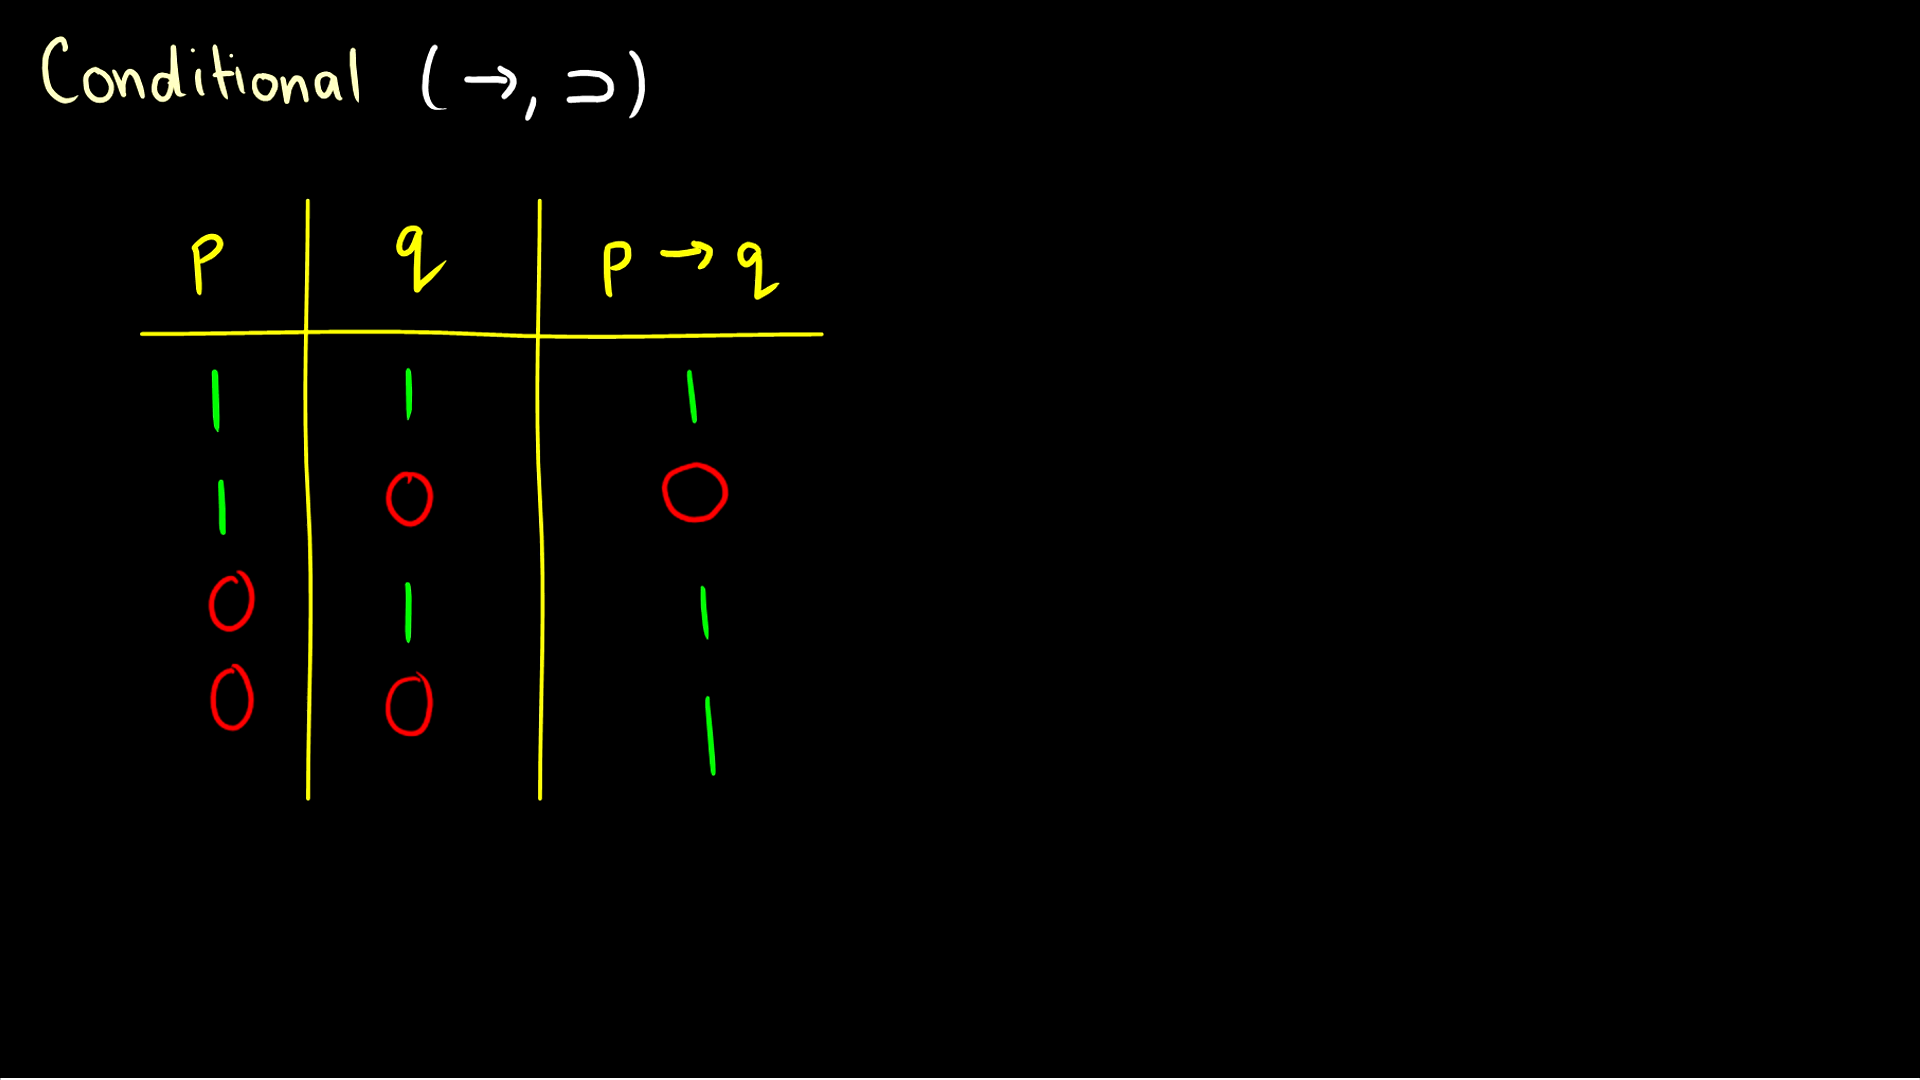 Conditional (→, ⊃)
p q p → q
1 1 1
1 0 0
0 1 1
0 0 1